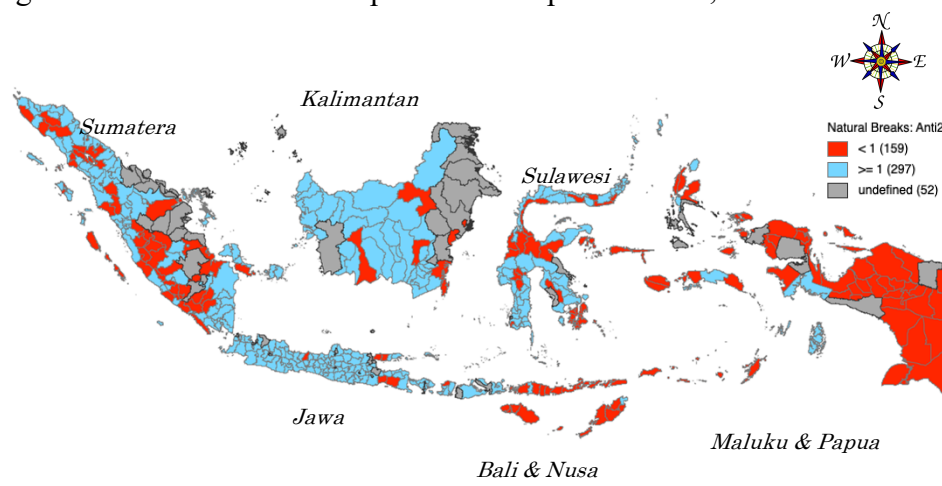 N
W E
S
Kalimantan
Sumatera
Sulawesi
Natural Breaks: Anti2
< 1 (159)
>= 1 (297)
undefined (52)
Jawa
Maluku & Papua
Bali & Nusa